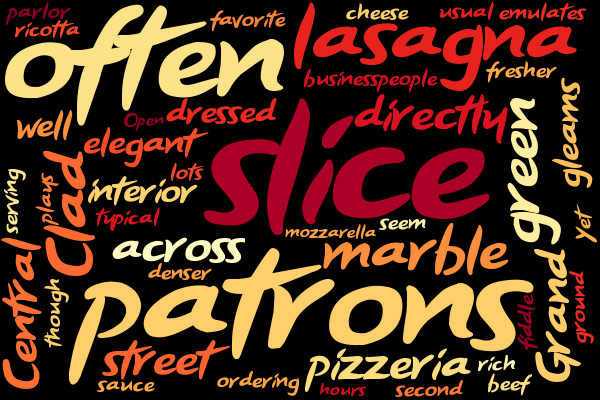 parlor
ricotta
often
favorite
cheese
usual emulates
lasagna
businesspeople
fresher
well
Open
dressed
elegant
directly
slice
green
gleams
serving
plays
Clad
lots
interior
typical
mozzarella
seem
yet
across
denser
marble
Central
though
patrons
Grand
ground
fiddle
street
sauce
ordering
hours
pizzeria
second
rich
beef